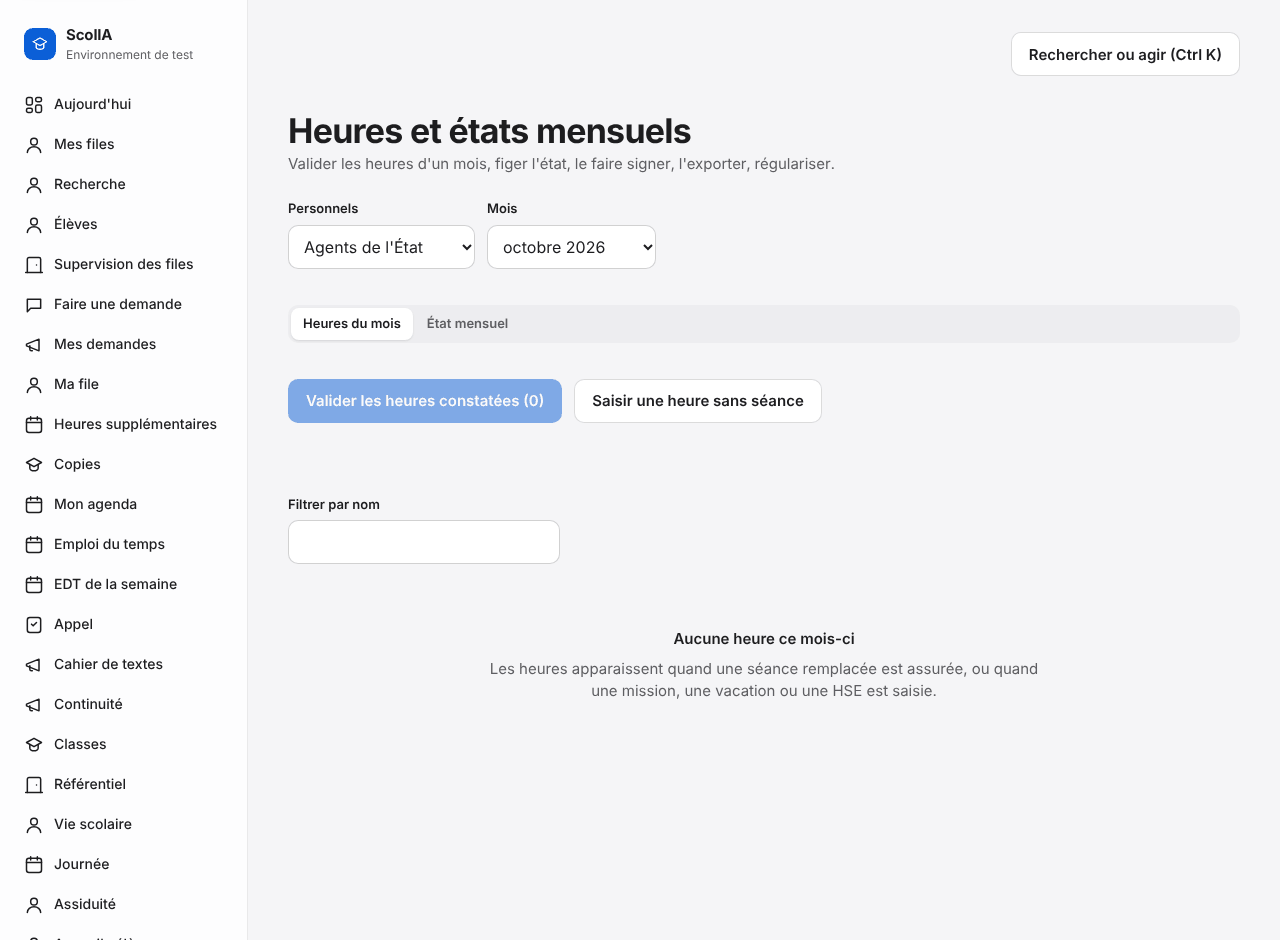 ScolIA
Environnement de test
Aujourd'hui
Mes files
Recherche
Élèves
Supervision des files
Faire une demande
Mes demandes
Ma file
Heures supplémentaires
Copies
Mon agenda
Emploi du temps
EDT de la semaine
Appel
Cahier de textes
Continuité
Classes
Référentiel
Vie scolaire
Journée
Assiduité
Rechercher ou agir (Ctrl K)
Heures et états mensuels
Valider les heures d'un mois, figer l'état, le faire signer, l'exporter, régulariser.
Personnels
Mois
Agents de l'État
octobre 2026
Heures du mois
État mensuel
Valider les heures constatées (0)
Saisir une heure sans séance
Filtrer par nom
Aucune heure ce mois-ci
Les heures apparaissent quand une séance remplacée est assurée, ou quand
une mission, une vacation ou une HSE est saisie.